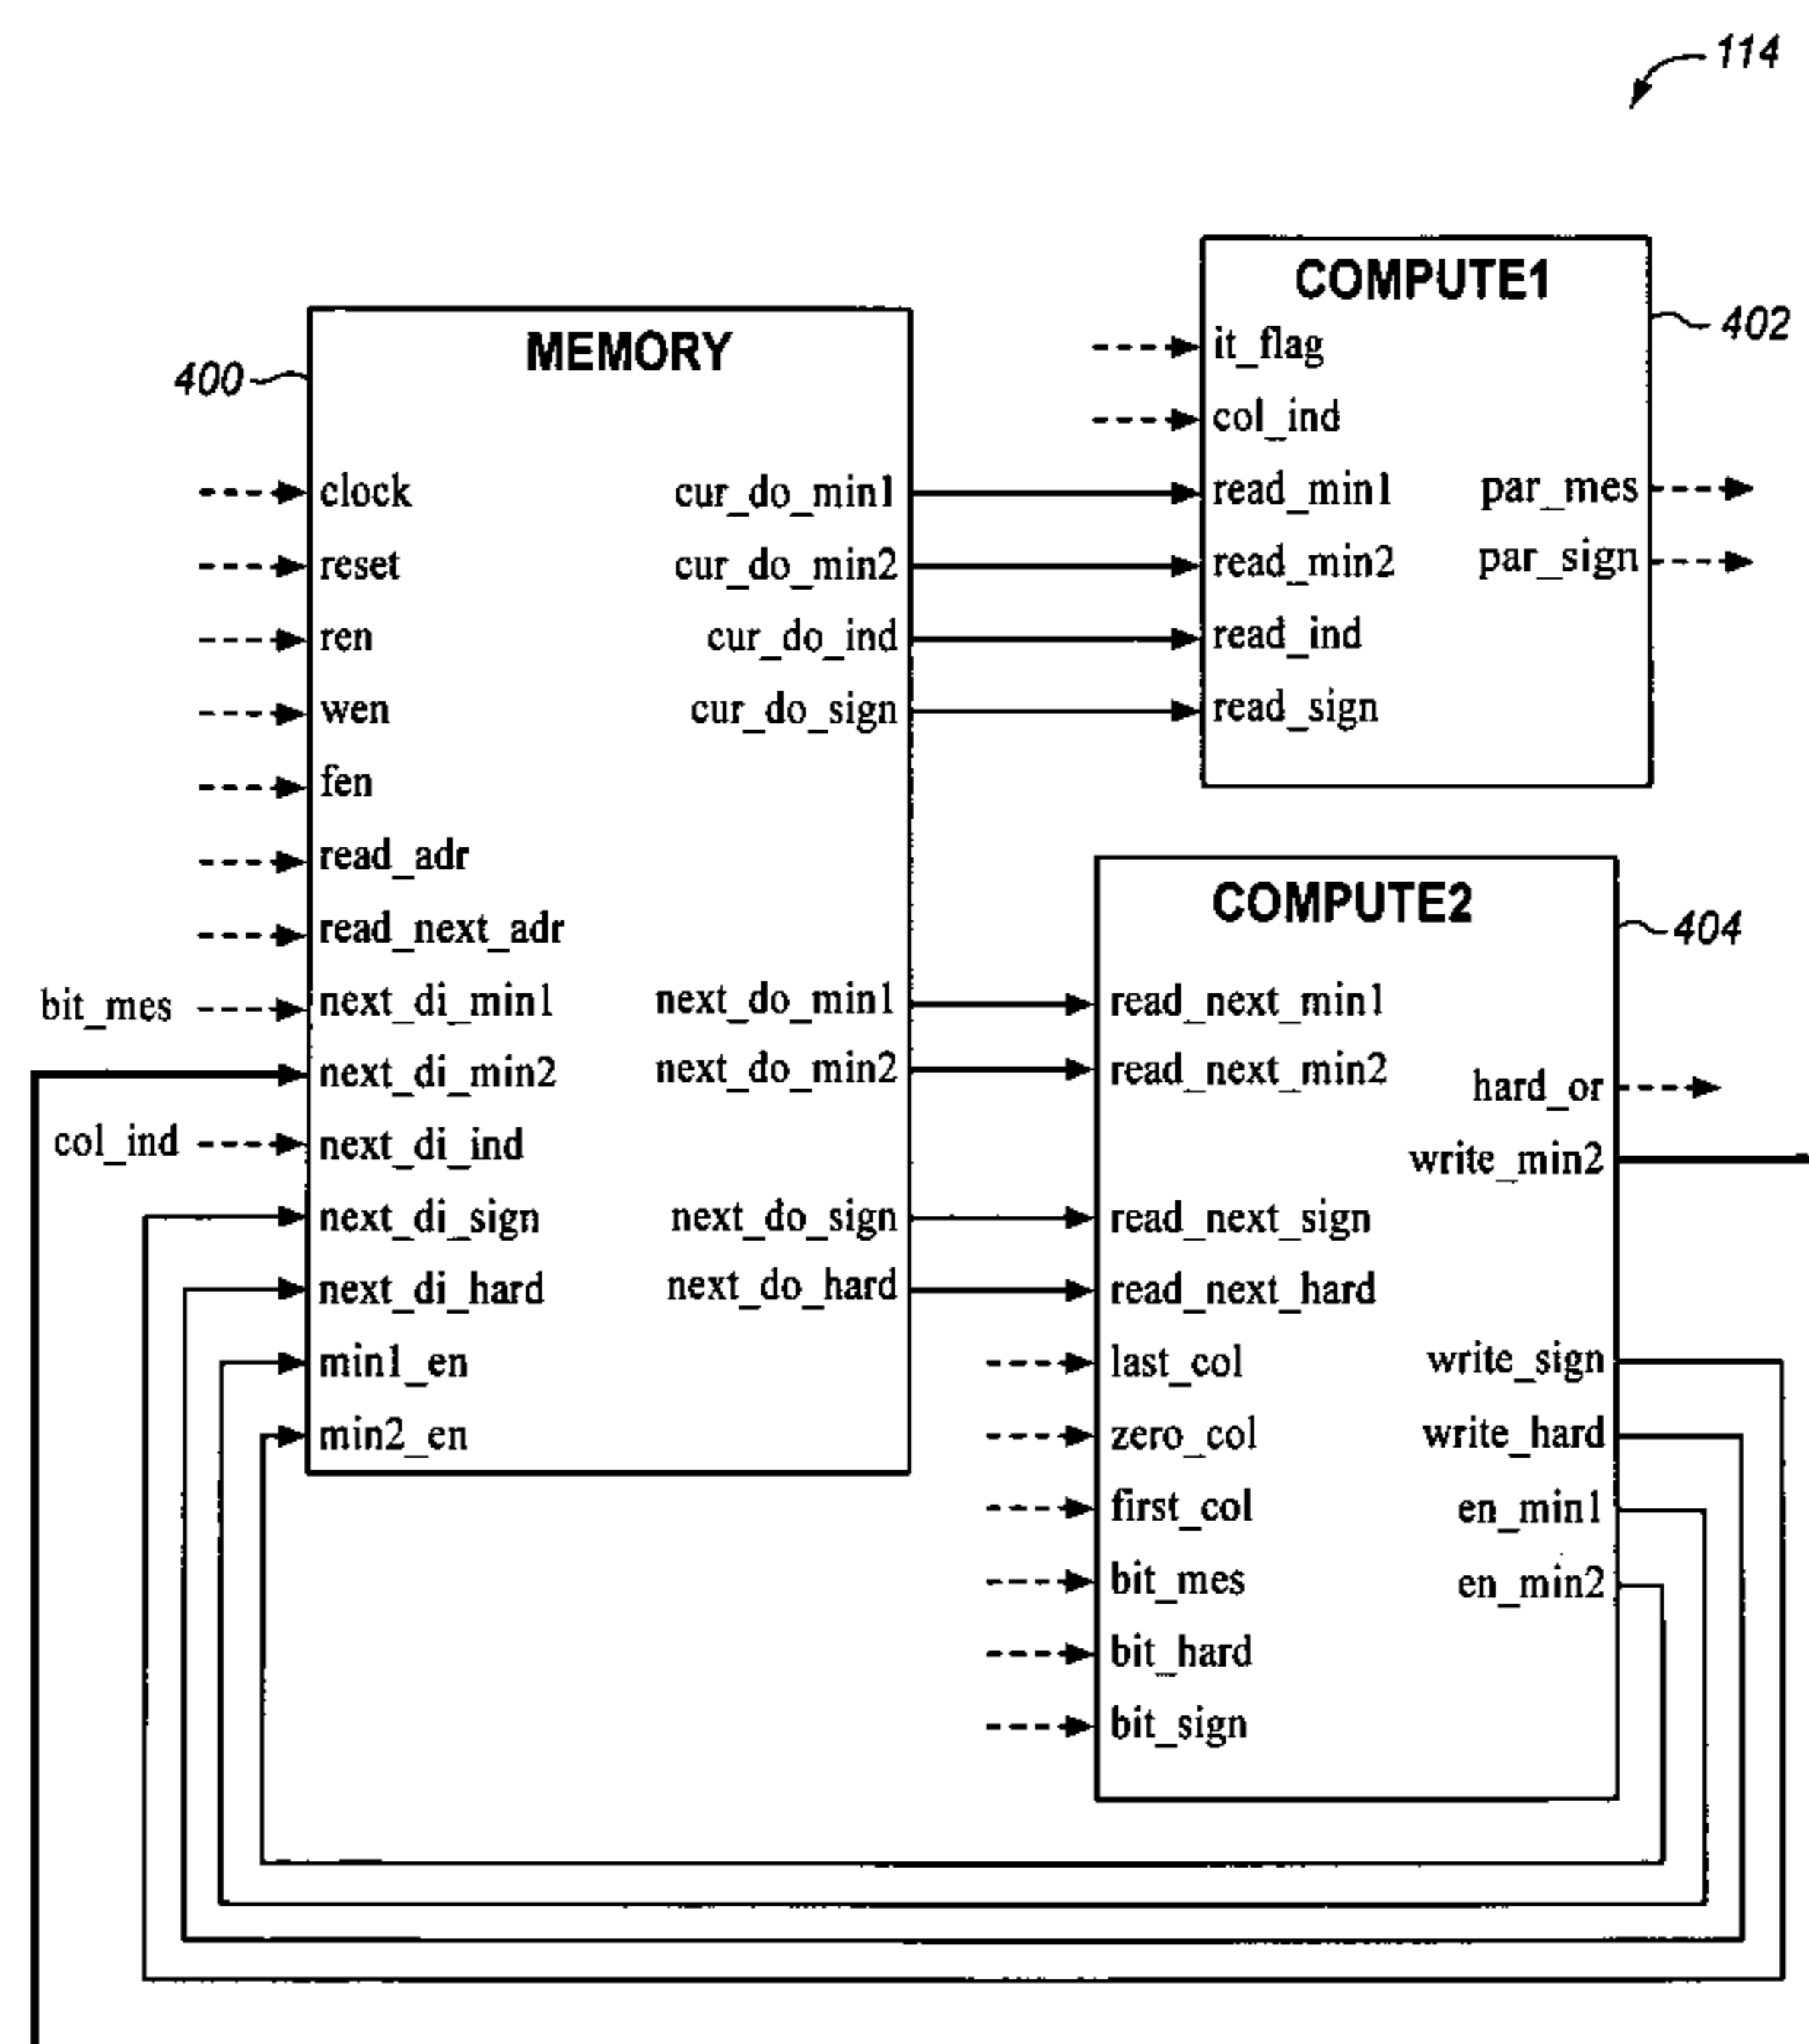 114
COMPUTE1
402
it_flag
col_ind
read_min1
par_mes
read_min2
par_sign
read_ind
read_sign
MEMORY
400
clock
cur_do_min1
reset
cur_do_min2
ren
cur_do_ind
wen
cur_do_sign
fen
read_adr
read_next_adr
bit_mes
next_di_min1
next_do_min1
next_di_min2
next_do_min2
col_ind
next_di_ind
next_di_sign
next_do_sign
next_di_hard
next_do_hard
min1_en
min2_en
COMPUTE2
404
read_next_min1
read_next_min2
hard_or
write_min2
read_next_sign
read_next_hard
last_col
write_sign
zero_col
write_hard
first_col
en_min1
bit_mes
en_min2
bit_hard
bit_sign